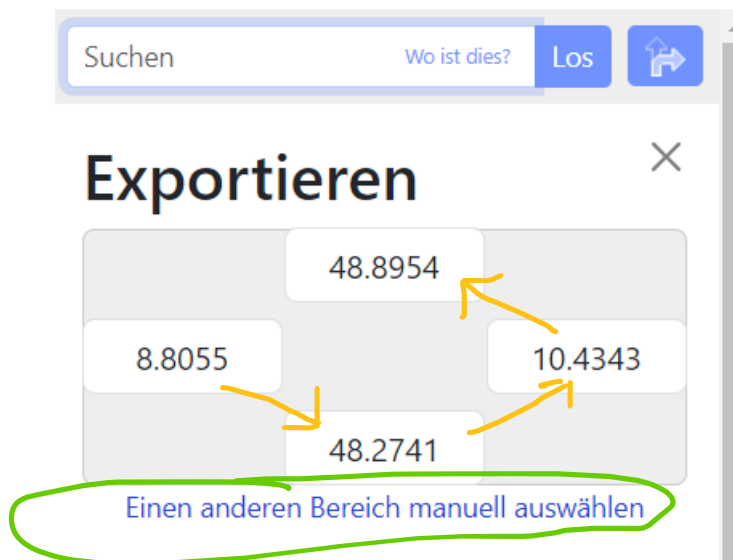 Suchen Wo ist dies? Los
Exportieren
48.8954
8.8055 10.4343
48.2741
Einen anderen Bereich manuell auswählen